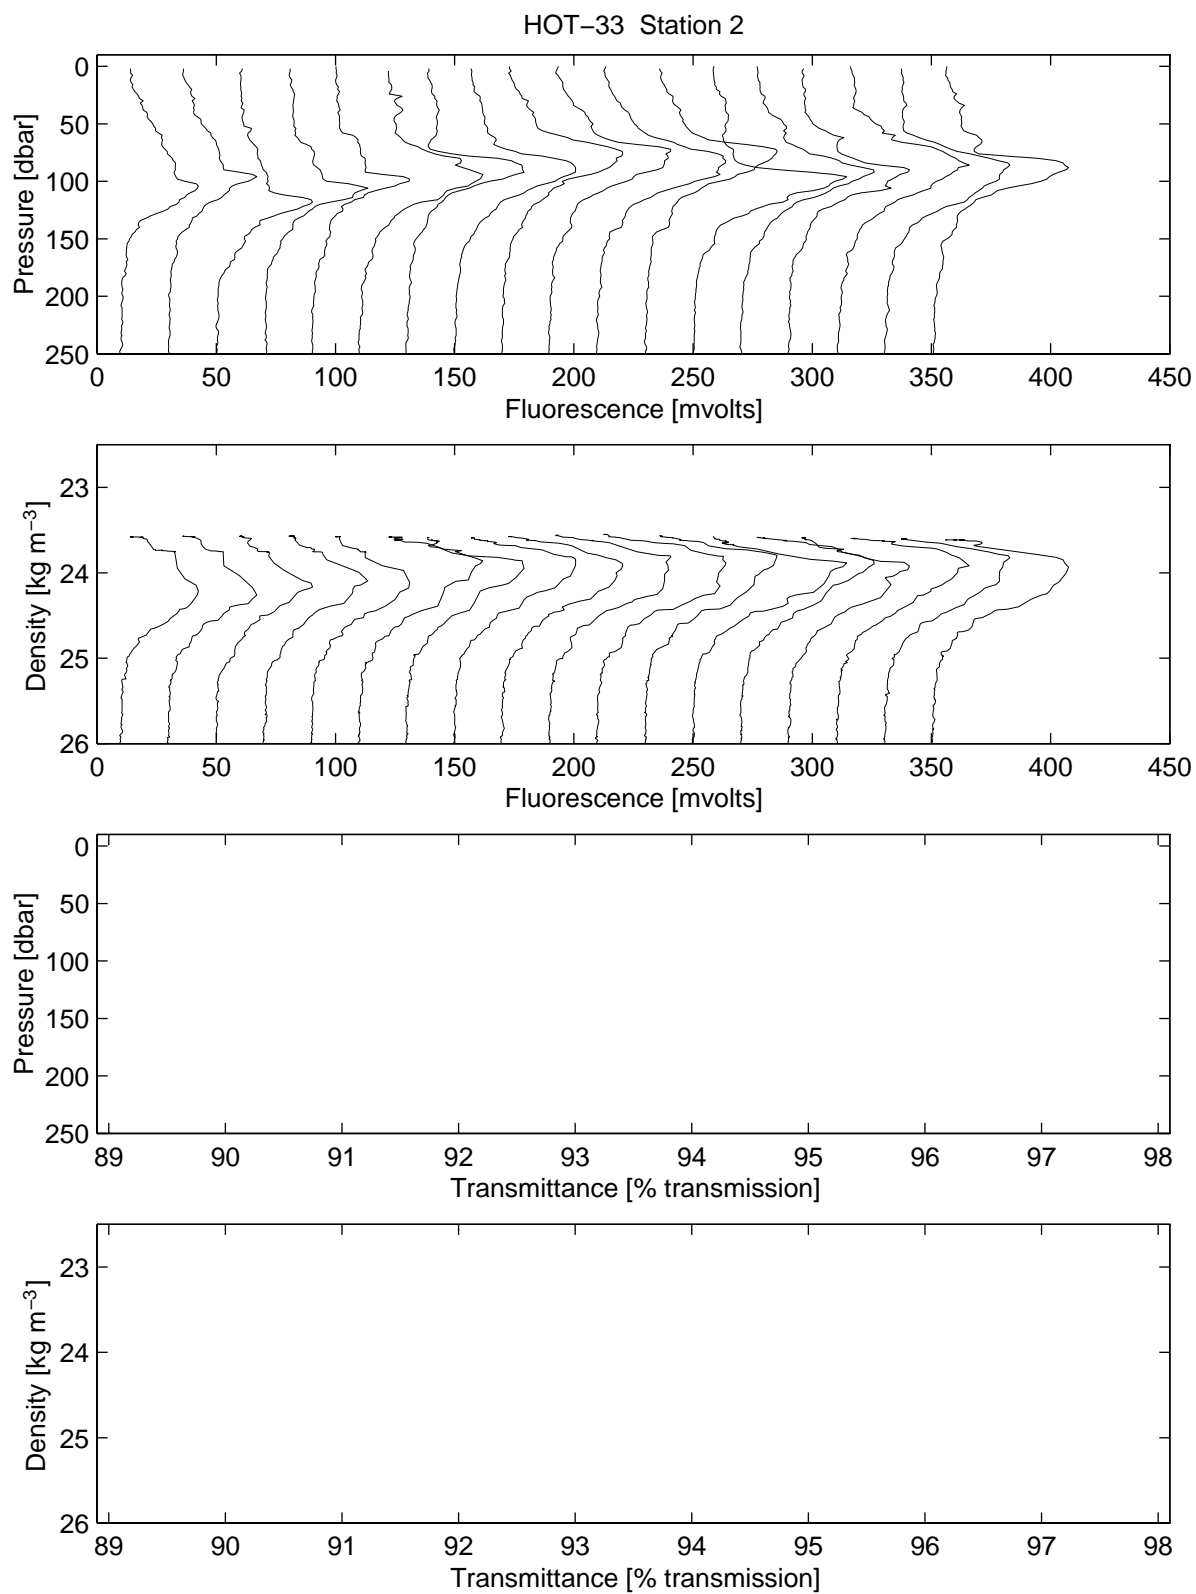 HOT−33 Station 2
0
50
100
150
200
250
Pressure [dbar]
0 50 100 150 200 250 300 350 400 450
Fluorescence [mvolts]
23
24
25
26
Density [kg m−3]
0 50 100 150 200 250 300 350 400 450
Fluorescence [mvolts]
0
50
100
150
200
250
Pressure [dbar]
89 90 91 92 93 94 95 96 97 98
Transmittance [% transmission]
23
24
25
26
Density [kg m−3]
89 90 91 92 93 94 95 96 97 98
Transmittance [% transmission]